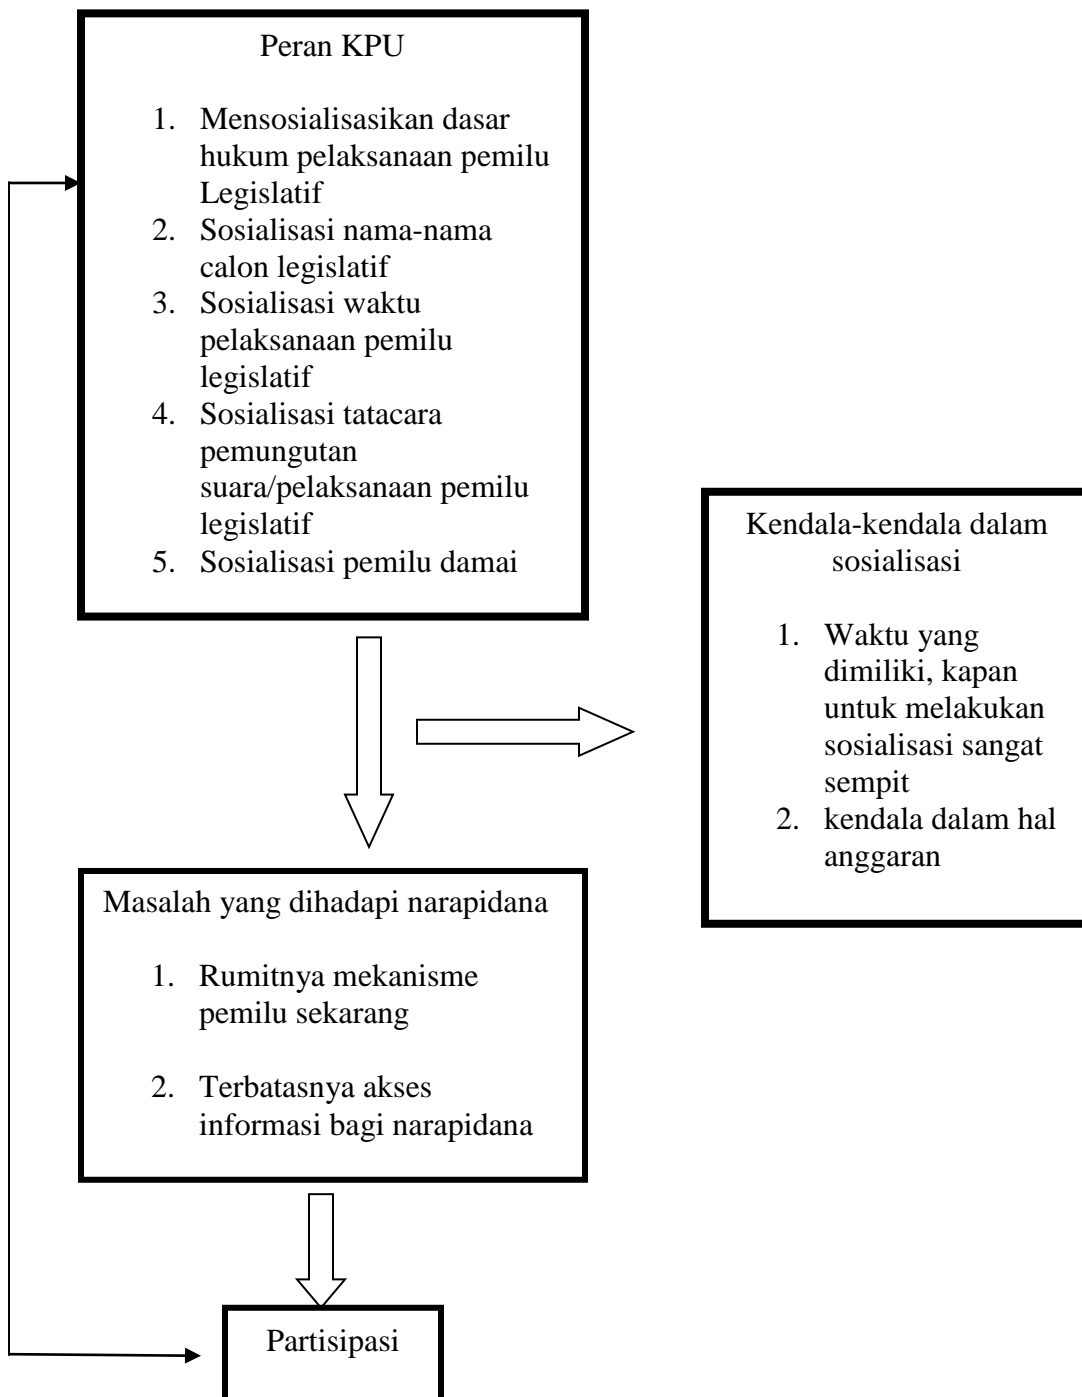 Peran KPU
1. Mensosialisasikan dasar
hukum pelaksanaan pemilu
Legislatif
2. Sosialisasi nama-nama
calon legislatif
3. Sosialisasi waktu
pelaksanaan pemilu
legislatif
4. Sosialisasi tatacara
pemungutan
suara/pelaksanaan pemilu
legislatif
5. Sosialisasi pemilu damai
Kendala-kendala dalam
sosialisasi
1. Waktu yang
dimiliki, kapan
untuk melakukan
sosialisasi sangat
sempit
2. kendala dalam hal
anggaran
Masalah yang dihadapi narapidana
1. Rumitnya mekanisme
pemilu sekarang
2. Terbatasnya akses
informasi bagi narapidana
Partisipasi